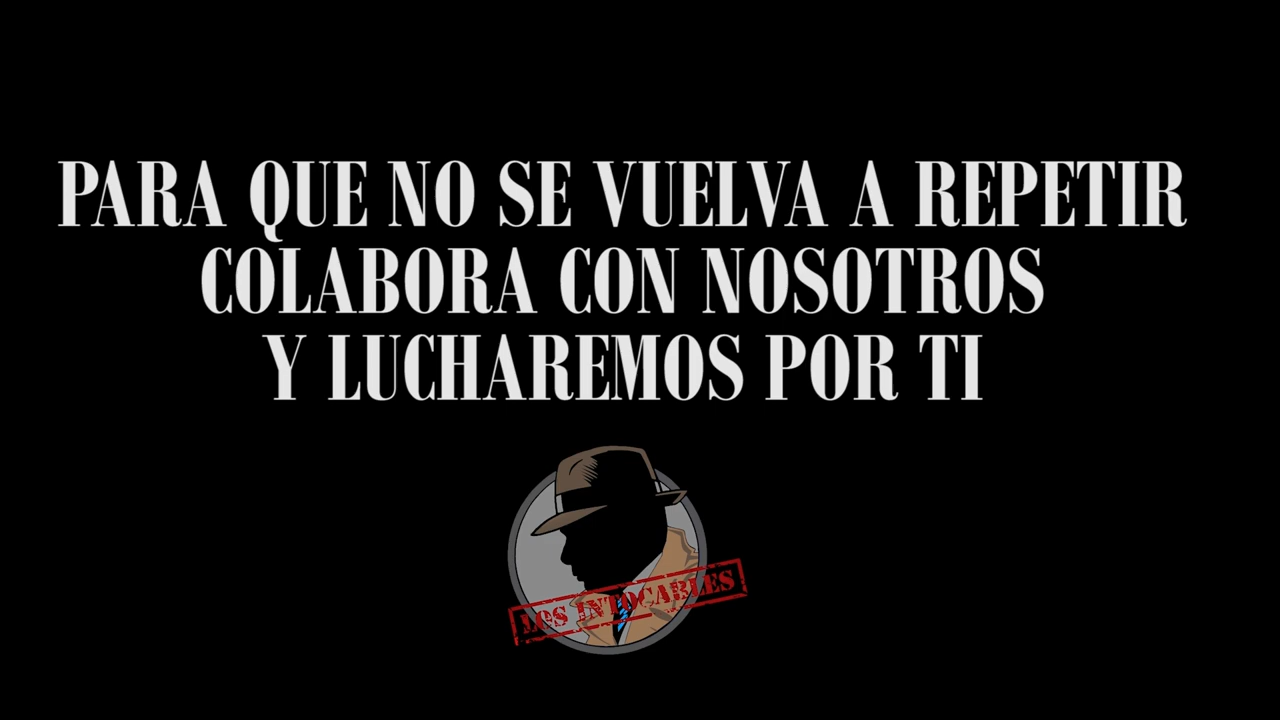 PARA QUE NO SE VUELVA A REPETIR
COLABORA CON NOSOTROS
Y LUCHAREMOS POR TI
LOS INTOCABLES